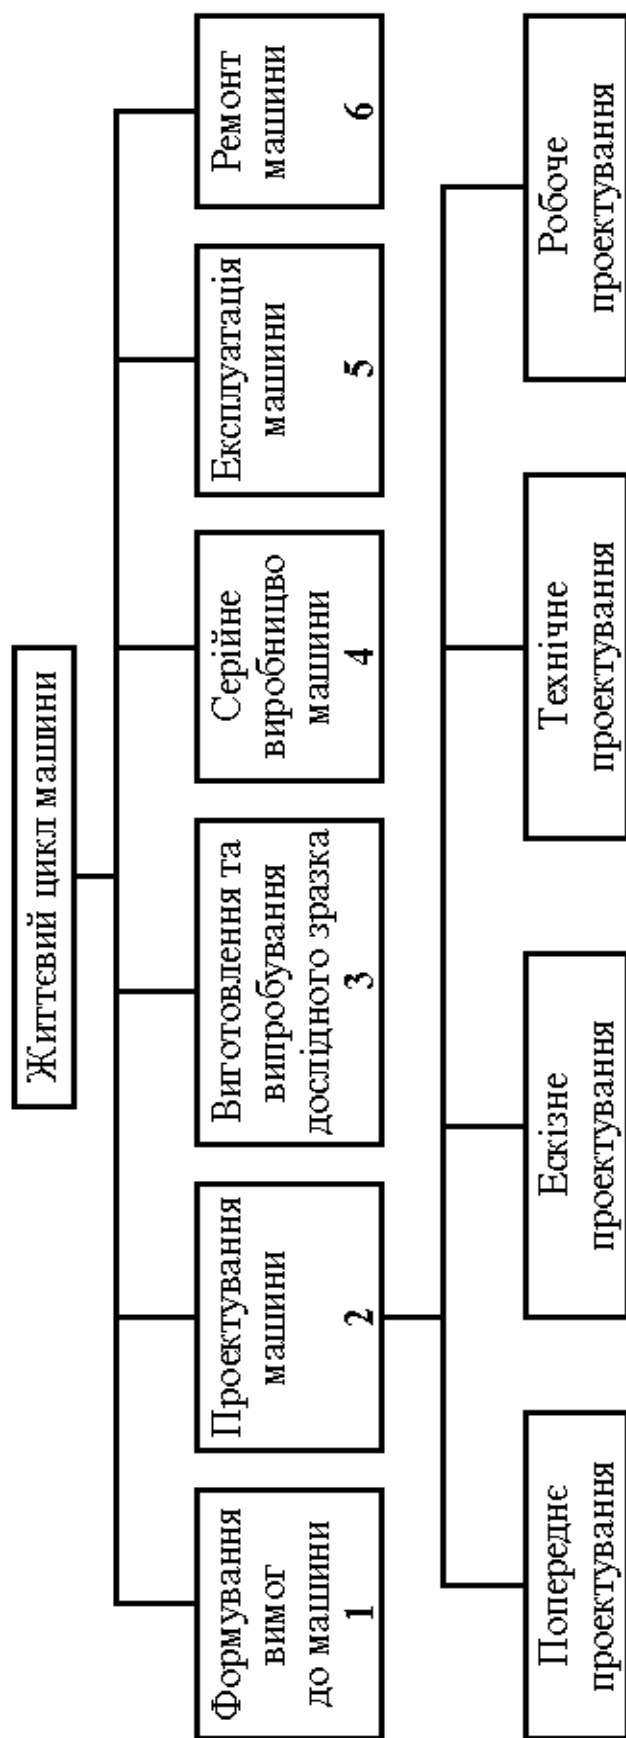 Життєвий цикл машини
Формування
вимог
до машини
1
Проектування
машини
2
Виготовлення та
випробування
дослідного зразка
3
Серійне
виробницво
машини
4
Експлуатація
машини
5
Ремонт
машини
6
Попереднє
проектування
Ескізне
проектування
Технічне
проектування
Робоче
проектування